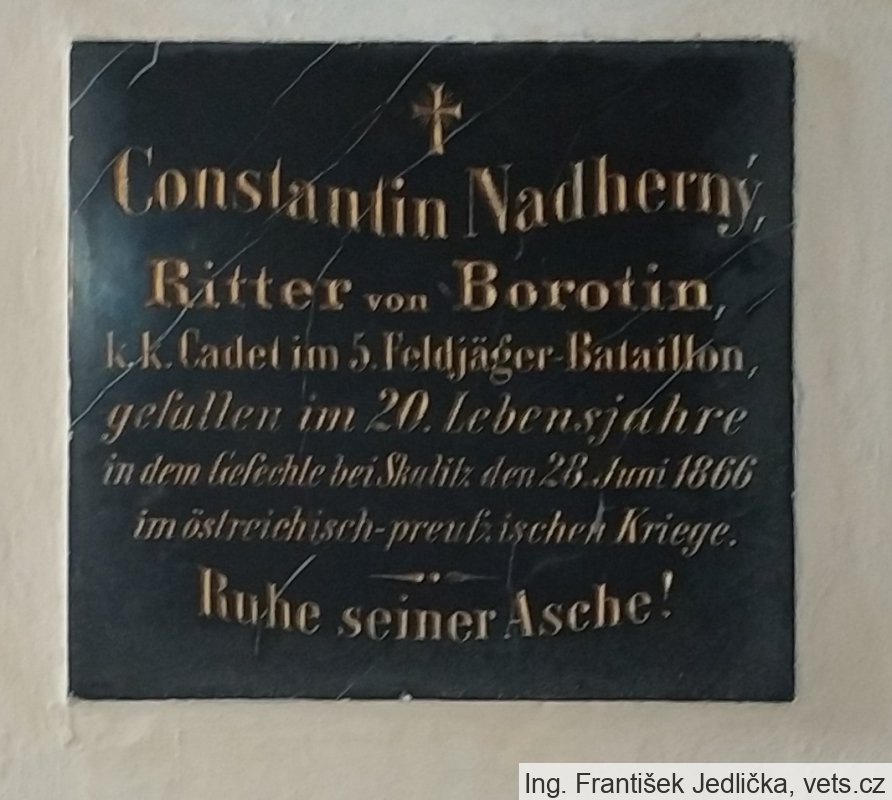 Constantin Nadherný,
Ritter von Borotin,
k.k. Cadet im 5. Feldjäger-Bataillon,
gefallen im 20. Lebensjahre
in dem Gefechte bei Skalitz den 28. Juni 1866
im östreichisch-preußischen Kriege.
Ruhe seiner Asche!
Ing. František Jedlička, vets.cz